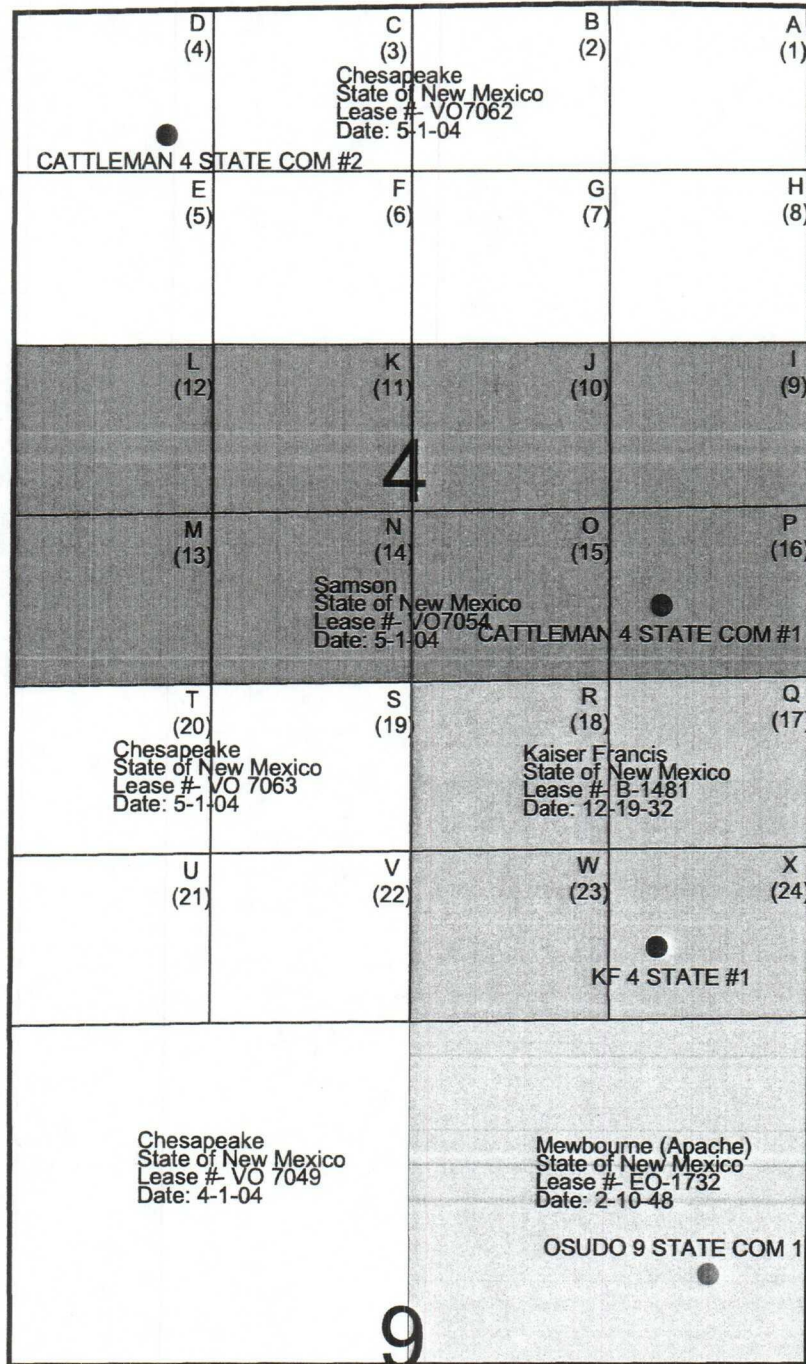 D
(4)
C
(3)
B
(2)
A
(1)
Chesapeake
State of New Mexico
Lease #- VO7062
Date: 5-1-04
CATTLEMAN 4 STATE COM #2
E
(5)
F
(6)
G
(7)
H
(8)
L
(12)
K
(11)
J
(10)
I
(9)
4
M
(13)
N
(14)
O
(15)
P
(16)
Samson
State of New Mexico
Lease #- VO7054
Date: 5-1-04
CATTLEMAN 4 STATE COM #1
T
(20)
S
(19)
R
(18)
Q
(17)
Chesapeake
State of New Mexico
Lease #- VO 7063
Date: 5-1-04
Kaiser Francis
State of New Mexico
Lease #- B-1481
Date: 12-19-32
U
(21)
V
(22)
W
(23)
X
(24)
KF 4 STATE #1
Chesapeake
State of New Mexico
Lease #- VO 7049
Date: 4-1-04
Mewbourne (Apache)
State of New Mexico
Lease #- EO-1732
Date: 2-10-48
OSUDO 9 STATE COM 1
9